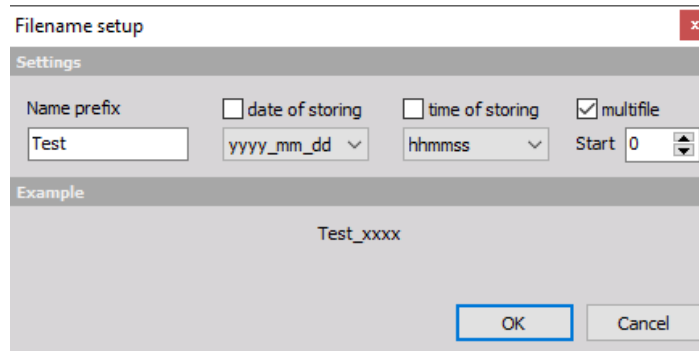 Filename setup
x
Settings
Name prefix
date of storing
time of storing
multifile
Test
yyyy_mm_dd
hhmmss
Start 0
Example
Test_xxxx
OK
Cancel